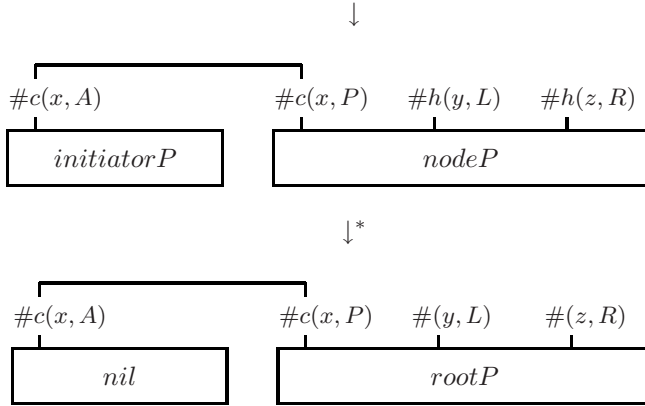 ↓
#c(x, A) #c(x, P) #h(y, L) #h(z, R)
initiatorP nodeP
↓*
#c(x, A) #c(x, P) #(y, L) #(z, R)
nil rootP